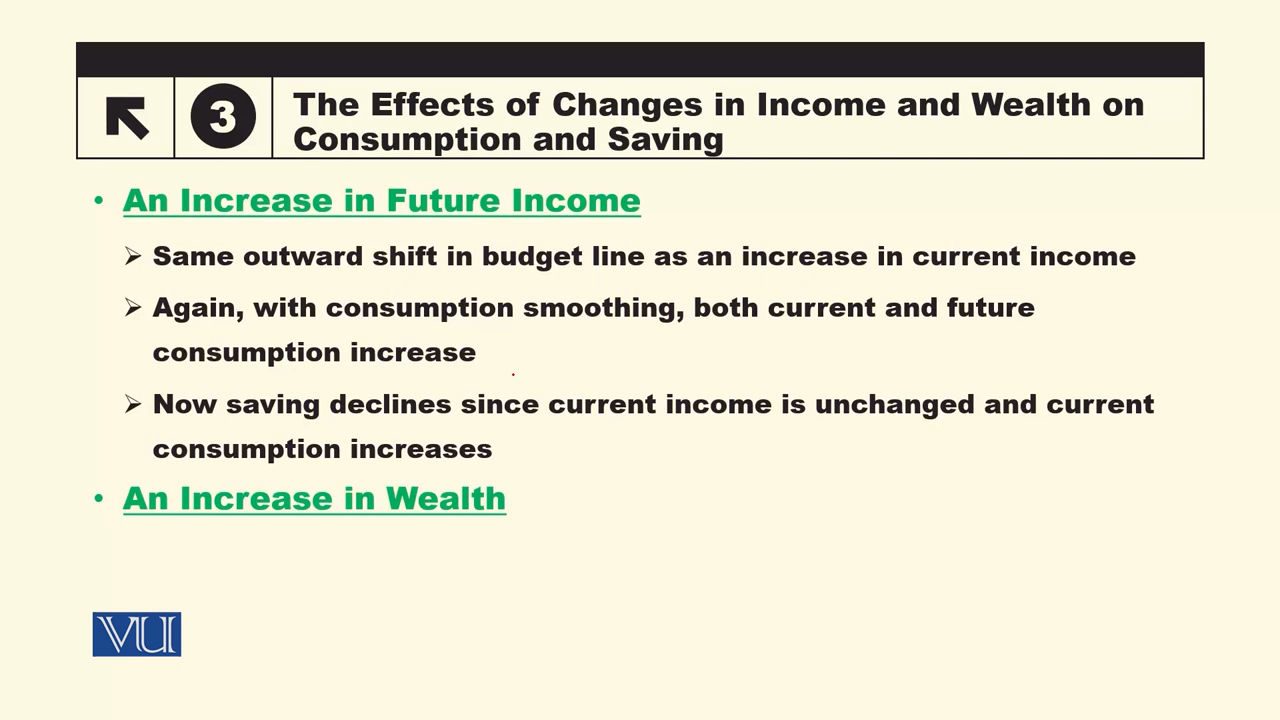 3
The Effects of Changes in Income and Wealth on
Consumption and Saving
• An Increase in Future Income
➢ Same outward shift in budget line as an increase in current income
➢ Again, with consumption smoothing, both current and future
consumption increase
➢ Now saving declines since current income is unchanged and current
consumption increases
• An Increase in Wealth
VU